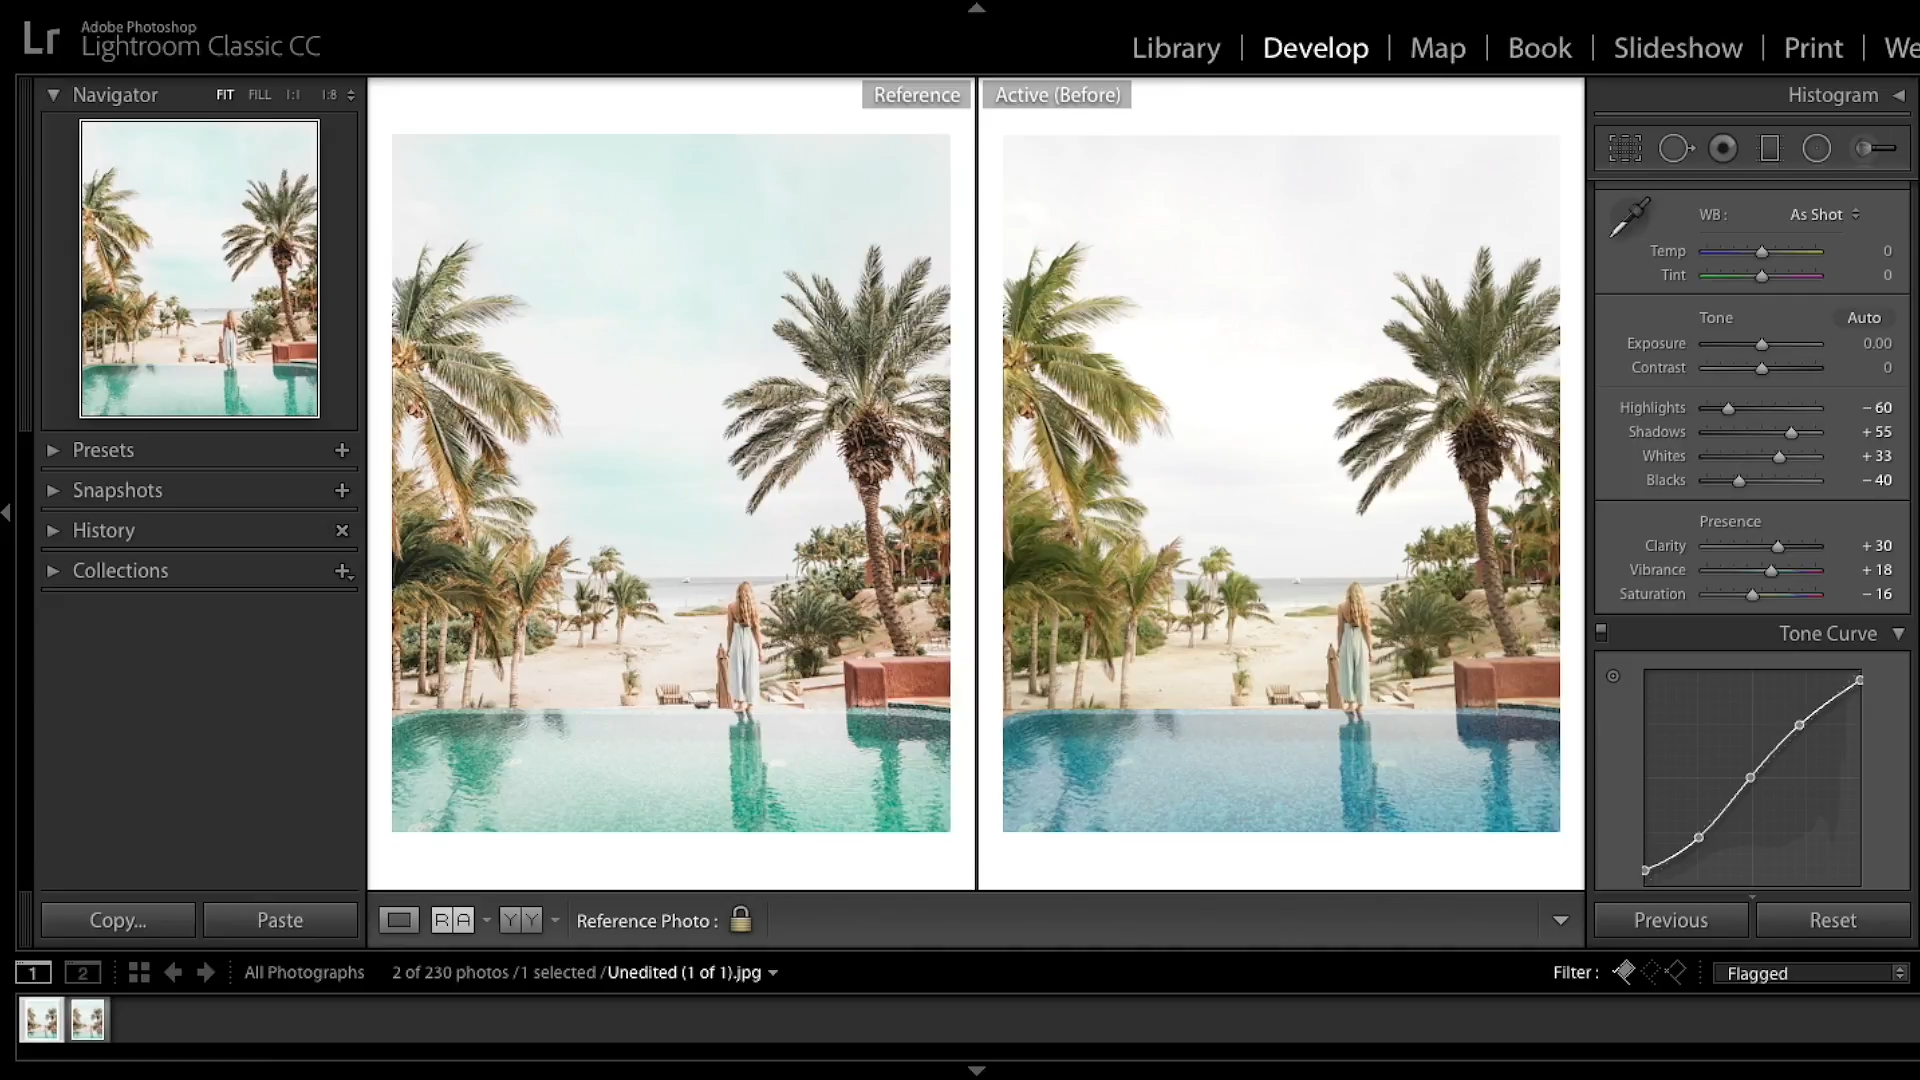 Lr
Adobe Photoshop
Lightroom Classic CC
Library | Develop | Map | Book | Slideshow | Print | We
Navigator FIT FILL 1:1 1:8
Presets
Snapshots
History
Collections
Copy... Paste
Reference
Active (Before)
RA YY Reference Photo :
Histogram
WB : As Shot
Temp 0
Tint 0
Tone Auto
Exposure 0.00
Contrast 0
Highlights – 60
Shadows + 55
Whites + 33
Blacks – 40
Presence
Clarity + 30
Vibrance + 18
Saturation – 16
Tone Curve
Previous Reset
1 2 All Photographs 2 of 230 photos /1 selected /Unedited (1 of 1).jpg
Filter : Flagged